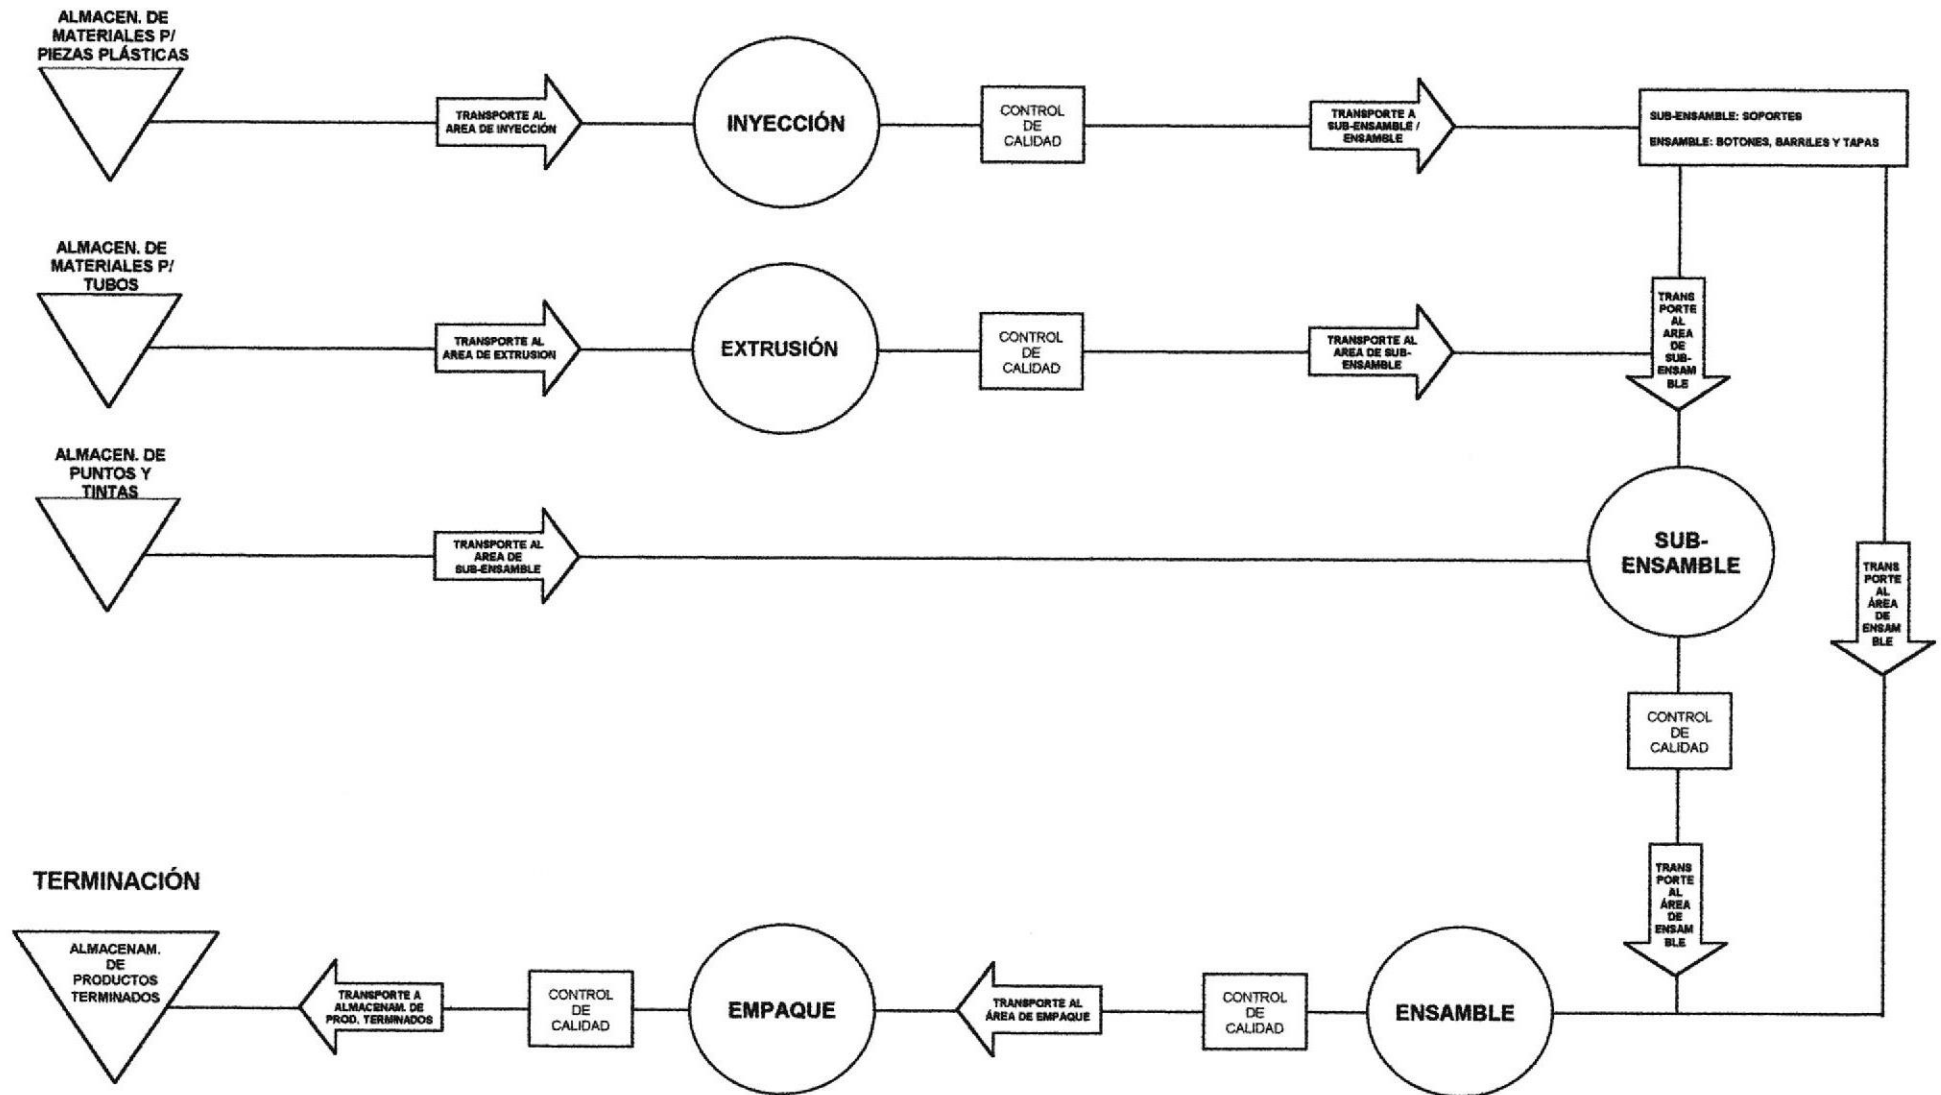 ALMACEN. DE
MATERIALES P/
PIEZAS PLÁSTICAS
TRANSPORTE AL
AREA DE INYECCIÓN
INYECCIÓN
CONTROL
DE
CALIDAD
TRANSPORTE A
SUB-ENSAMBLE /
ENSAMBLE
SUB-ENSAMBLE: SOPORTES
ENSAMBLE: BOTONES, BARRILES Y TAPAS
ALMACEN. DE
MATERIALES P/
TUBOS
TRANSPORTE AL
AREA DE EXTRUSION
EXTRUSIÓN
CONTROL
DE
CALIDAD
TRANSPORTE AL
AREA DE SUB-
ENSAMBLE
TRANS
PORTE
AL
AREA
DE
SUB-
ENSAM
BLE
ALMACEN. DE
PUNTOS Y
TINTAS
TRANSPORTE AL
AREA DE
SUB-ENSAMBLE
SUB-
ENSAMBLE
TRANS
PORTE
AL
ÁREA
DE
ENSAM
BLE
CONTROL
DE
CALIDAD
TRANS
PORTE
AL
ÁREA
DE
ENSAM
BLE
TERMINACIÓN
ALMACENAM.
DE
PRODUCTOS
TERMINADOS
TRANSPORTE A
ALMACENAM. DE
PROD. TERMINADOS
CONTROL
DE
CALIDAD
EMPAQUE
TRANSPORTE AL
ÁREA DE EMPAQUE
CONTROL
DE
CALIDAD
ENSAMBLE